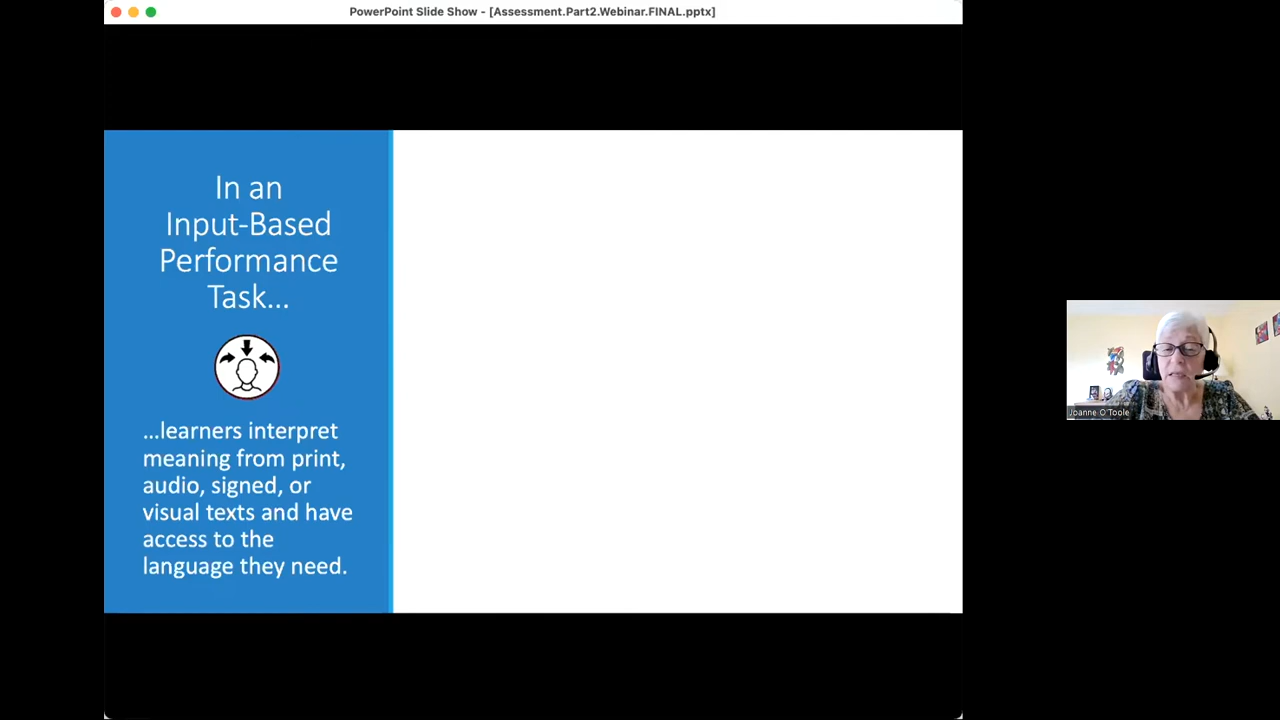 PowerPoint Slide Show - [Assessment.Part2.Webinar.FINAL.pptx]
In an
Input-Based
Performance
Task...
...learners interpret
meaning from print,
audio, signed, or
visual texts and have
access to the
language they need.
Joanne O'Toole